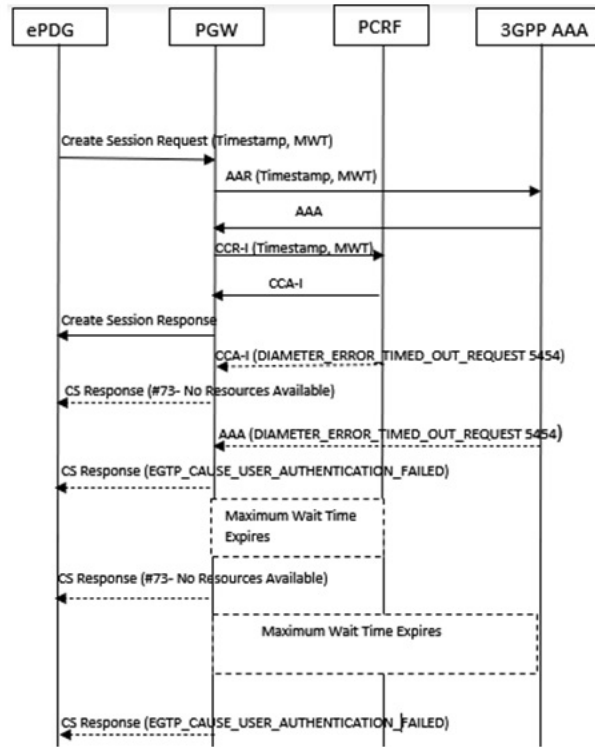 ePDG
PGW
PCRF
3GPP AAA
Create Session Request (Timestamp, MWT)
AAR (Timestamp, MWT)
AAA
CCR-I (Timestamp, MWT)
CCA-I
Create Session Response
CCA-I (DIAMETER_ERROR_TIMED_OUT_REQUEST 5454)
CS Response (#73- No Resources Available)
AAA (DIAMETER_ERROR_TIMED_OUT_REQUEST 5454)
CS Response (EGTP_CAUSE_USER_AUTHENTICATION_FAILED)
Maximum Wait Time
Expires
CS Response (#73- No Resources Available)
Maximum Wait Time Expires
CS Response (EGTP_CAUSE_USER_AUTHENTICATION_FAILED)